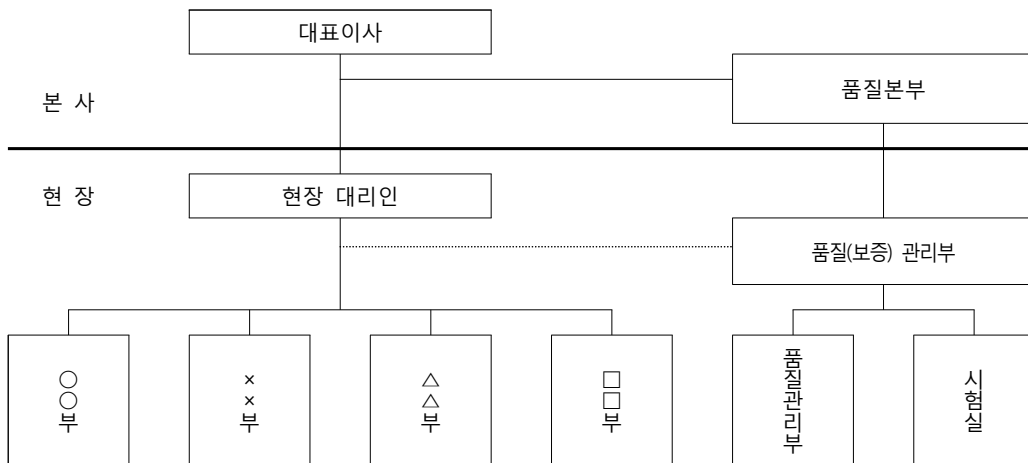 대표이사
품질본부
본 사
현 장
현장 대리인
품질(보증) 관리부
○○부
××부
△△부
□□부
품질관리부
시험실